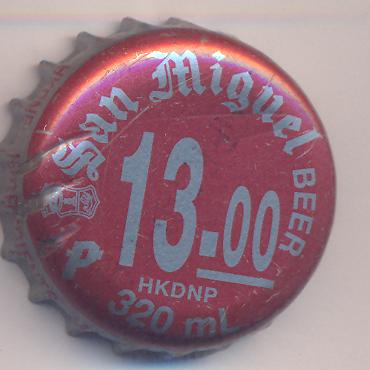 San Miguel
BEER
₱ 13.00
HKDNP
320 mL